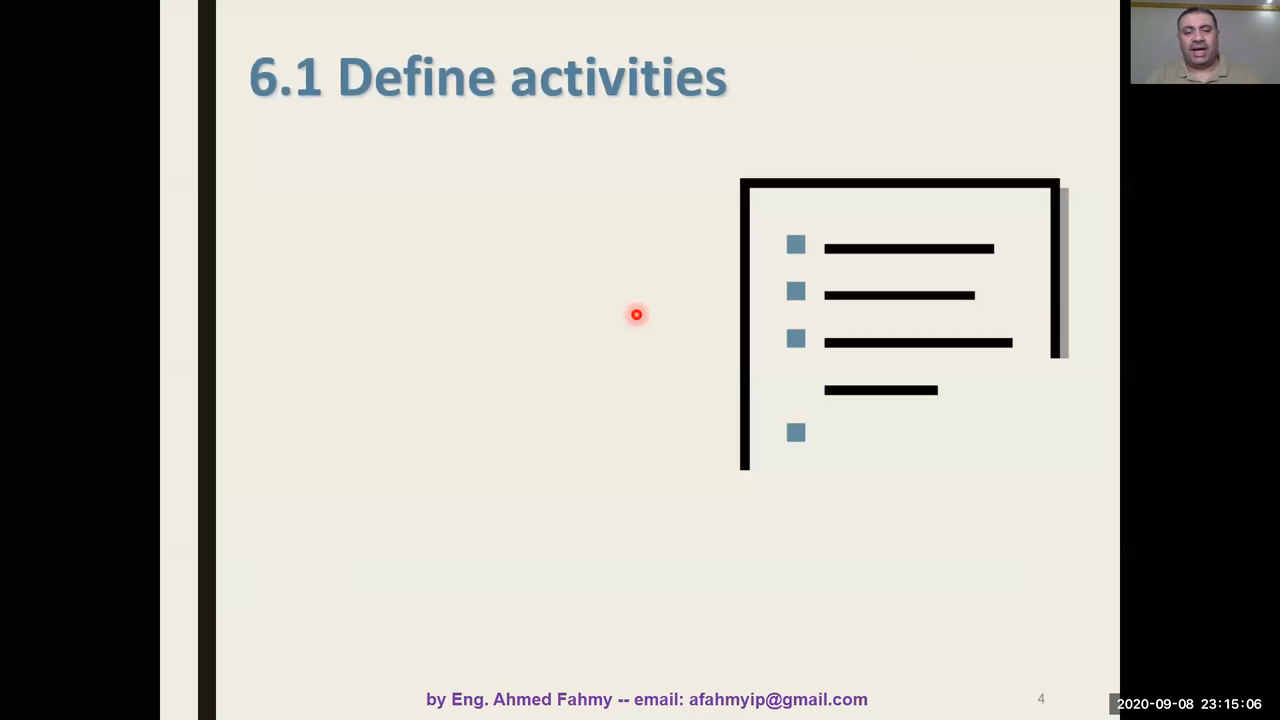 6.1 Define activities
by Eng. Ahmed Fahmy -- email: afahmyip@gmail.com
4
2020-09-08 23:15:06